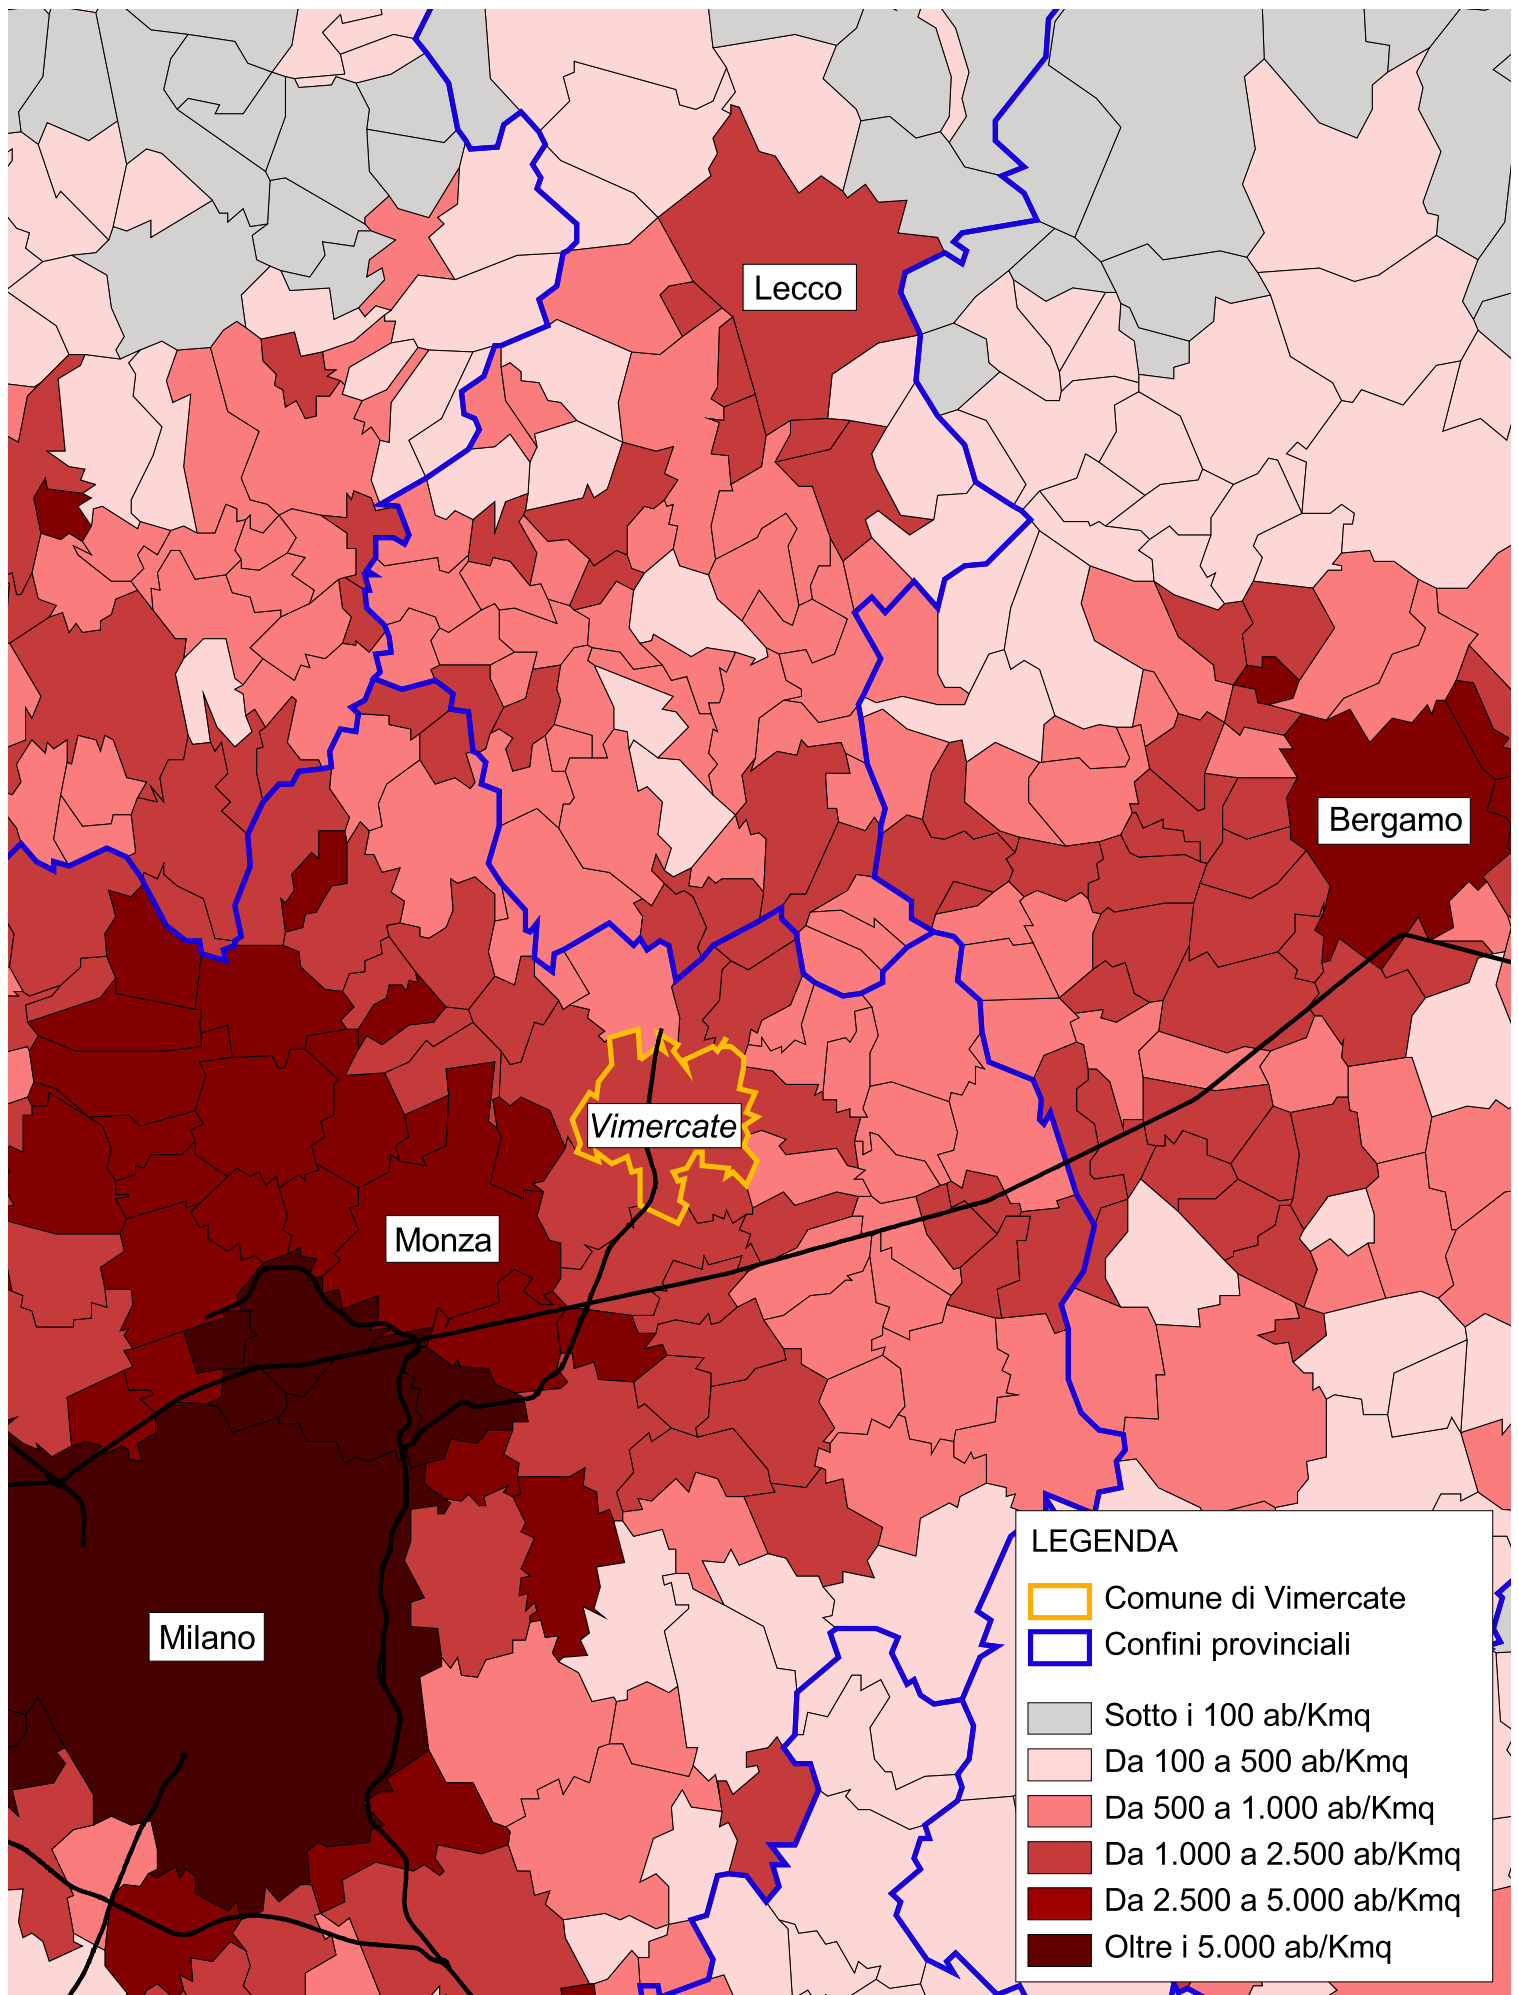 Lecco
Bergamo
Vimercate
Monza
Milano
LEGENDA
Comune di Vimercate
Confini provinciali
Sotto i 100 ab/Kmq
Da 100 a 500 ab/Kmq
Da 500 a 1.000 ab/Kmq
Da 1.000 a 2.500 ab/Kmq
Da 2.500 a 5.000 ab/Kmq
Oltre i 5.000 ab/Kmq